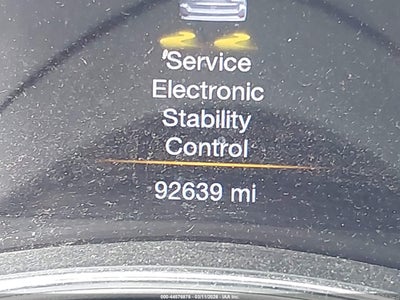 Service
Electronic
Stability
Control
92639 mi